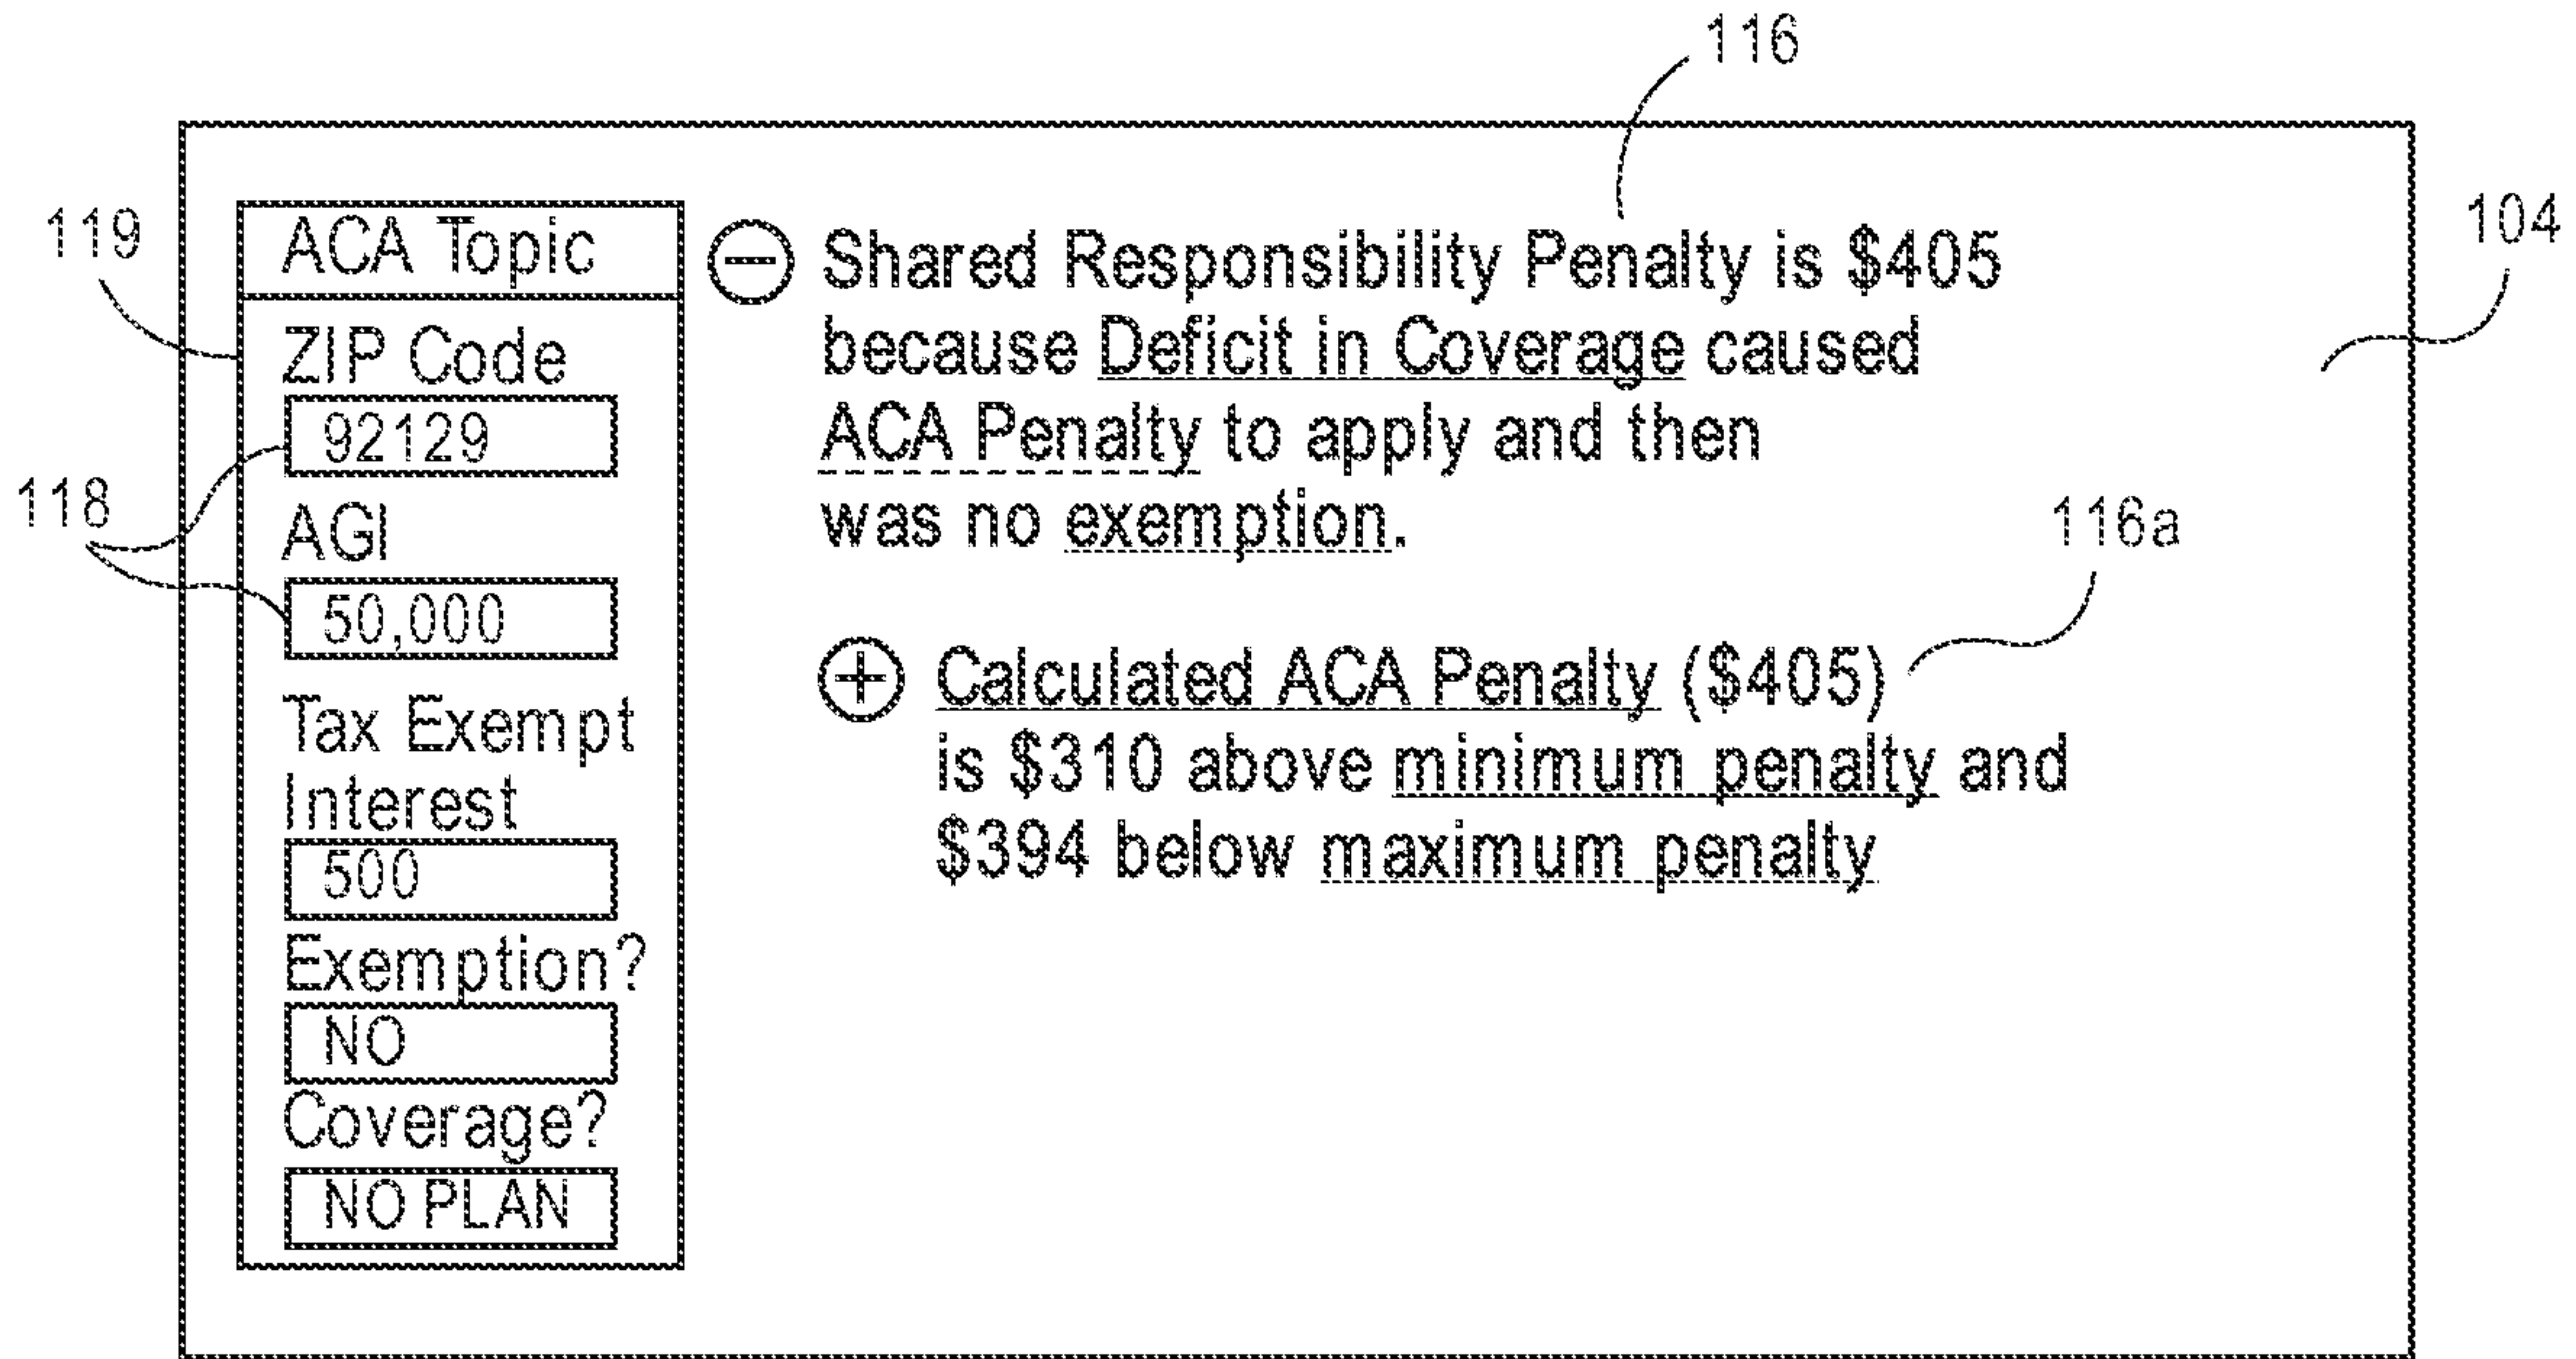 116
119
104
118
116a
ACA Topic
ZIP Code
92129
AGI
50,000
Tax Exempt
Interest
500
Exemption?
NO
Coverage?
NO PLAN
Shared Responsibility Penalty is $405
because Deficit in Coverage caused
ACA Penalty to apply and then
was no exemption.
Calculated ACA Penalty ($405)
is $310 above minimum penalty and
$394 below maximum penalty